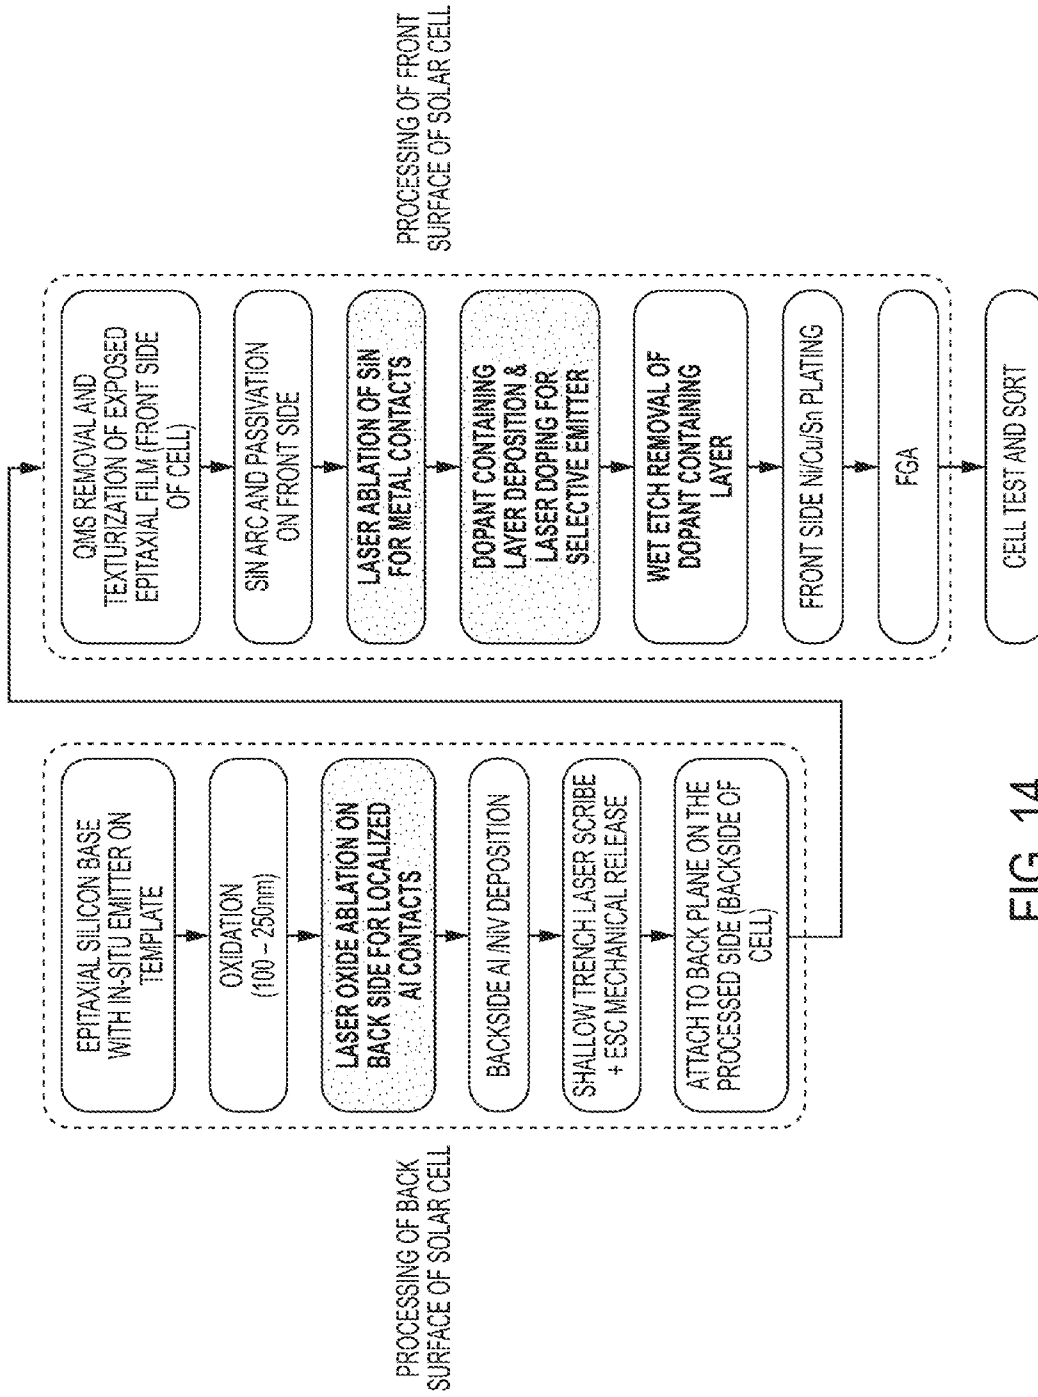 PROCESSING OF BACK
SURFACE OF SOLAR CELL
EPITAXIAL SILICON BASE
WITH IN-SITU EMITTER ON
TEMPLATE
OXIDATION
(100 – 250nm)
LASER OXIDE ABLATION ON
BACK SIDE FOR LOCALIZED
Al CONTACTS
BACKSIDE Al /NiV DEPOSITION
SHALLOW TRENCH LASER SCRIBE
+ ESC MECHANICAL RELEASE
ATTACH TO BACK PLANE ON THE
PROCESSED SIDE (BACKSIDE OF
CELL)
QMS REMOVAL AND
TEXTURIZATION OF EXPOSED
EPITAXIAL FILM (FRONT SIDE
OF CELL)
SiN ARC AND PASSIVATION
ON FRONT SIDE
LASER ABLATION OF SiN
FOR METAL CONTACTS
DOPANT CONTAINING
LAYER DEPOSITION &
LASER DOPING FOR
SELECTIVE EMITTER
WET ETCH REMOVAL OF
DOPANT CONTAINING
LAYER
FRONT SIDE Ni/Cu/Sn PLATING
FGA
CELL TEST AND SORT
PROCESSING OF FRONT
SURFACE OF SOLAR CELL
FIG. 14